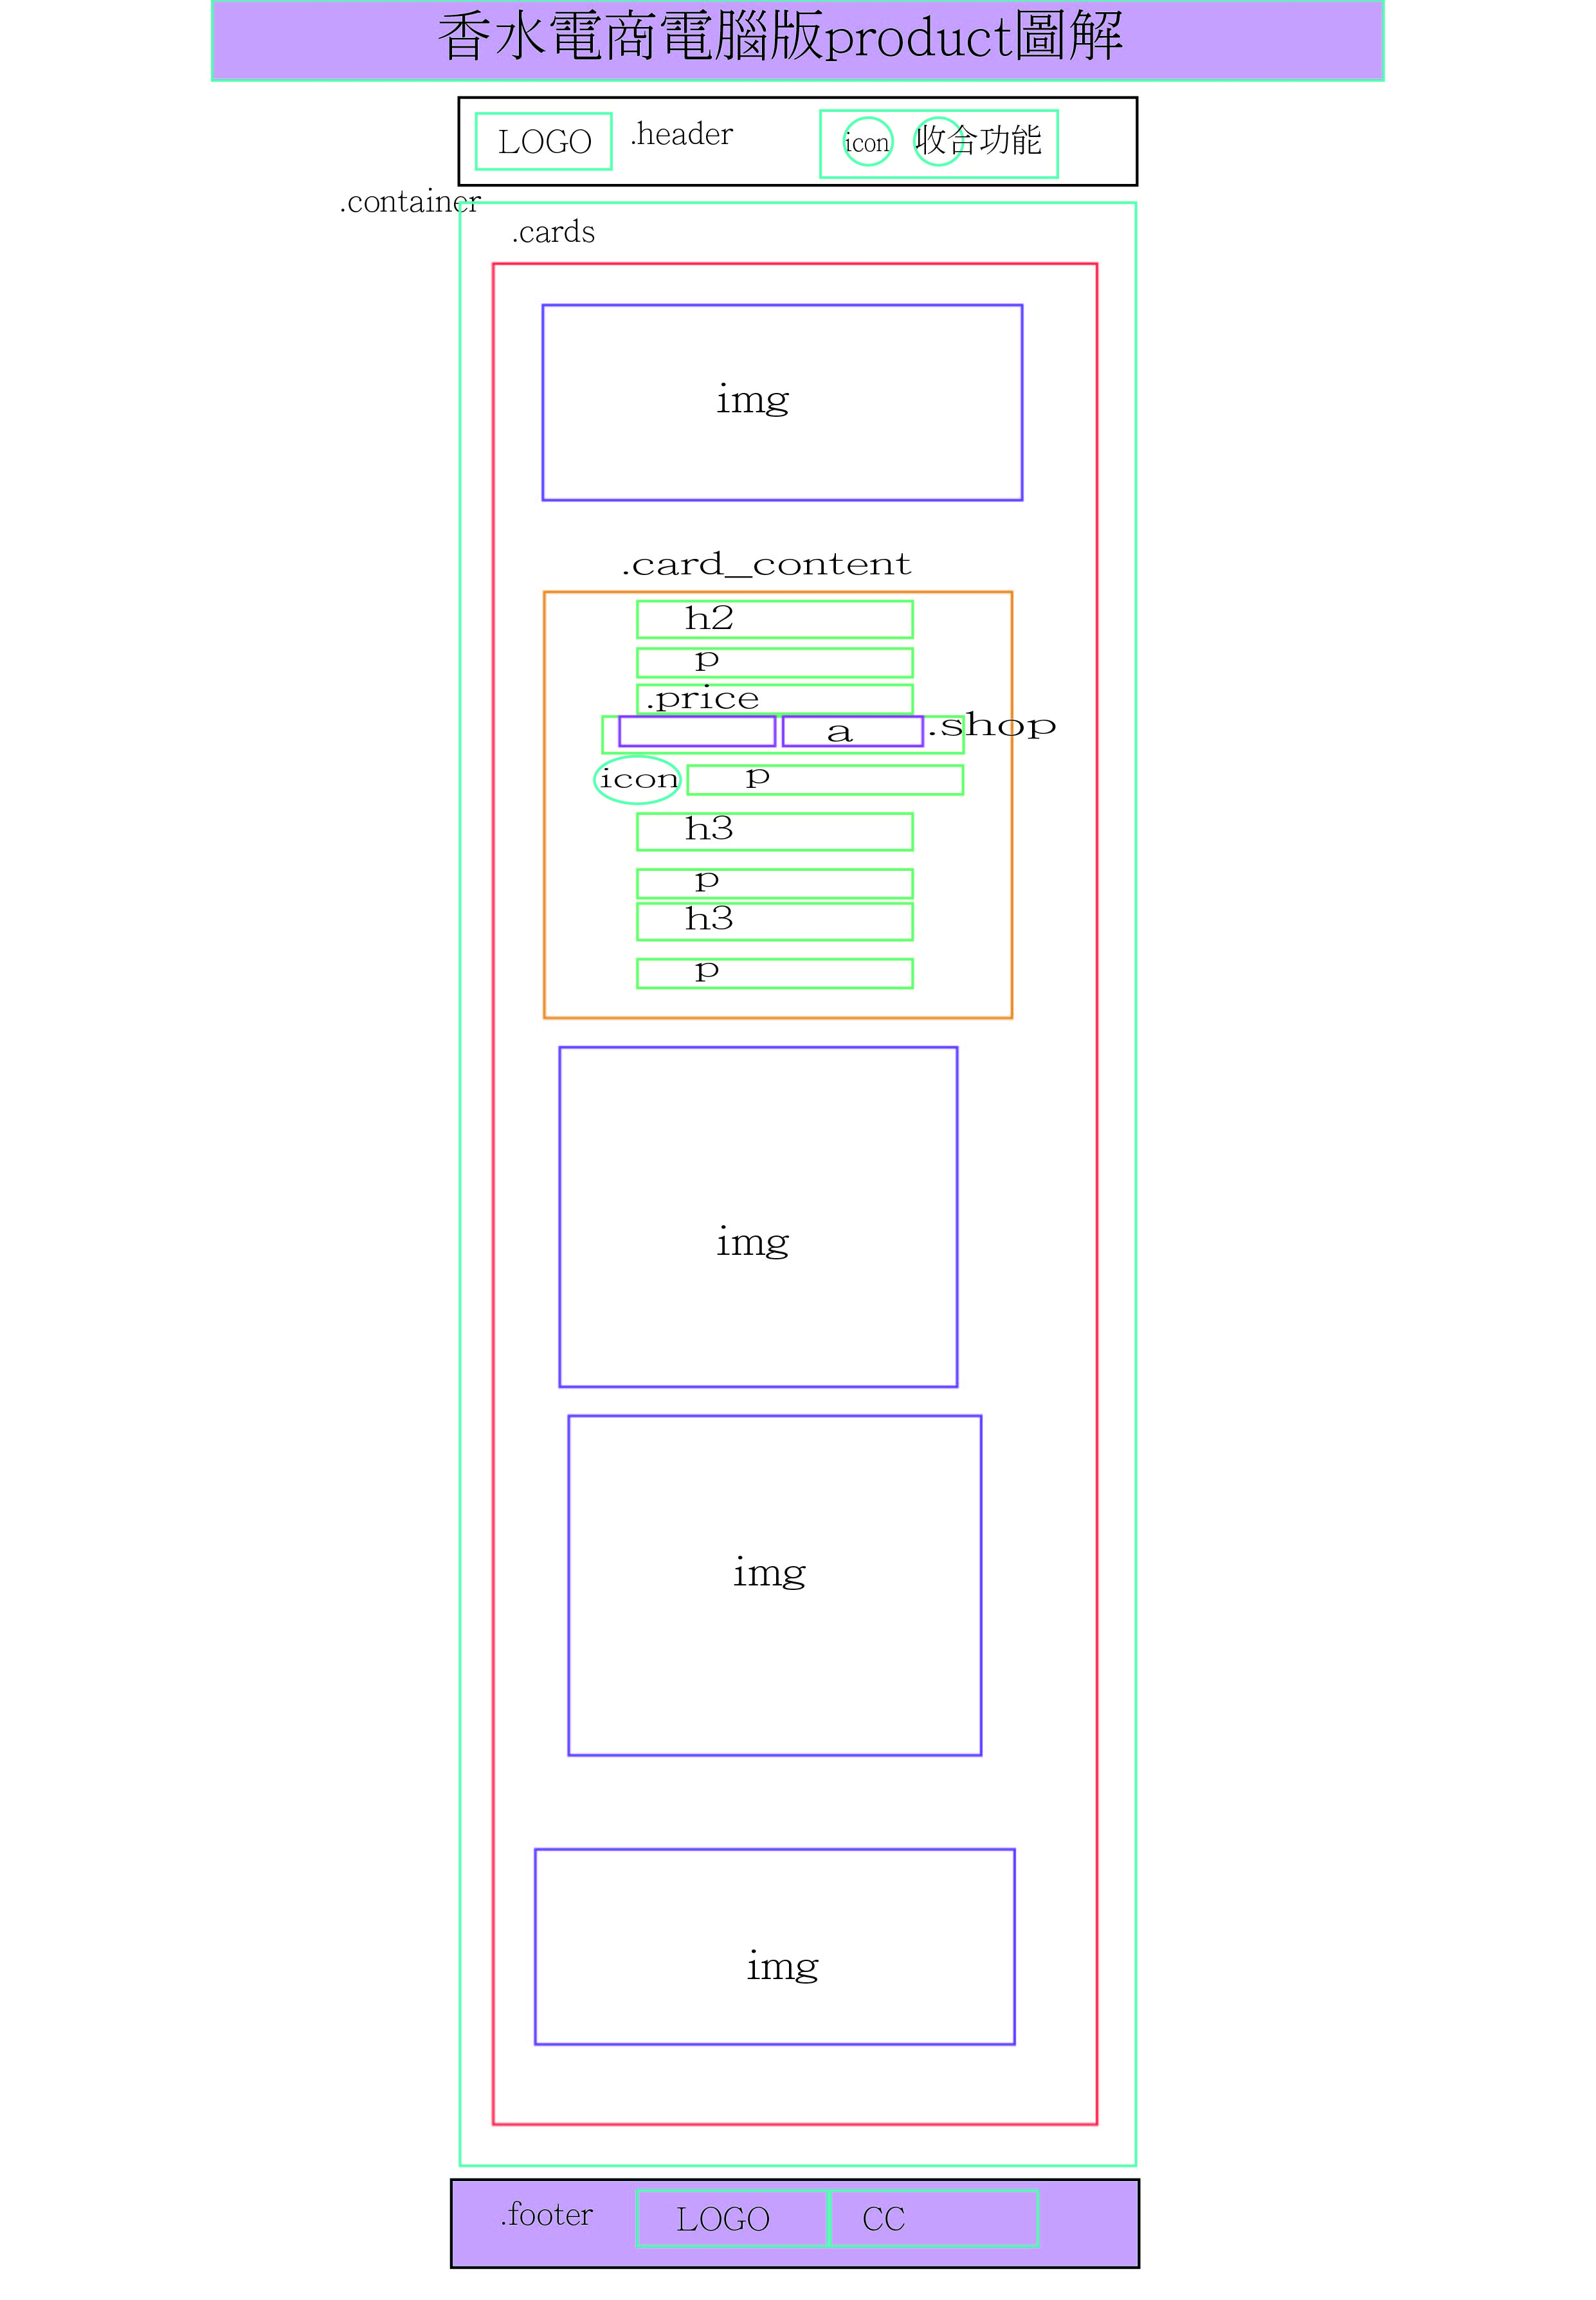 香水電商電腦版product圖解
LOGO .header icon 收合功能
.container
.cards
img
.card_content
h2
p
.price
a .shop
icon p
h3
p
h3
p
img
img
img
.footer LOGO CC